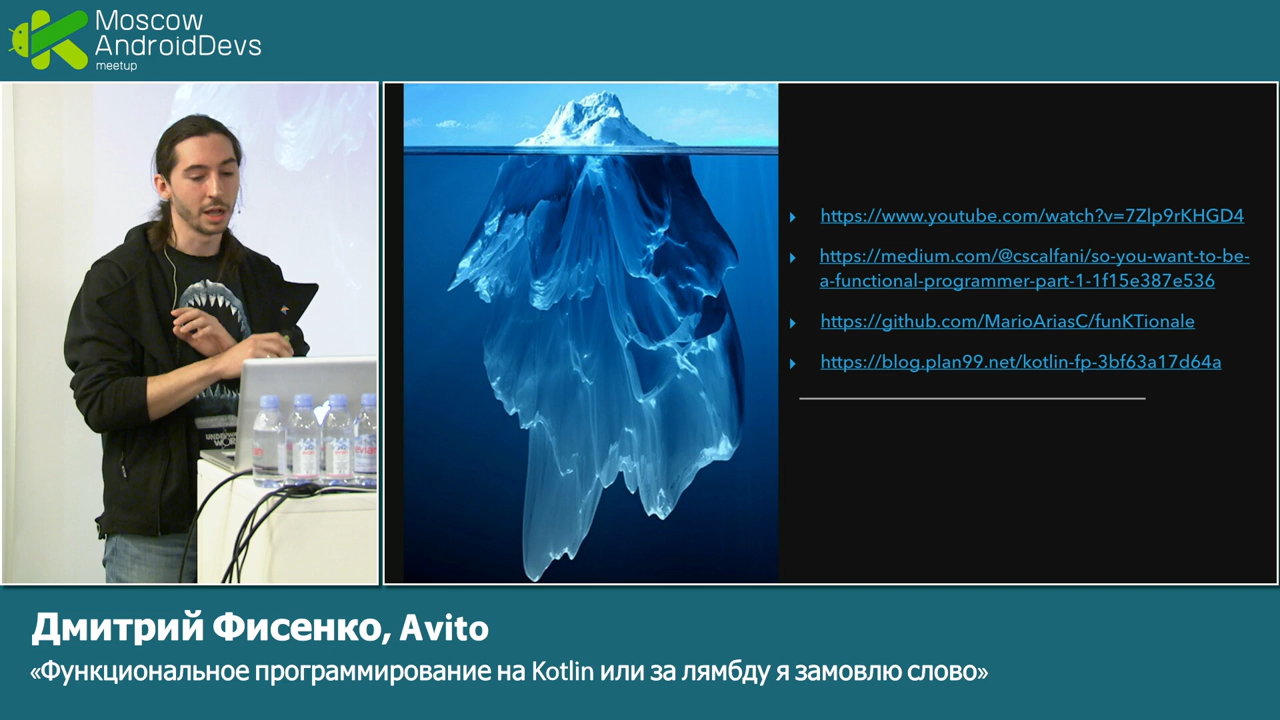 Moscow
AndroidDevs
meetup
https://www.youtube.com/watch?v=7Zlp9rKHGD4
https://medium.com/@cscalfani/so-you-want-to-be-
a-functional-programmer-part-1-1f15e387e536
https://github.com/MarioAriasC/funKTionale
https://blog.plan99.net/kotlin-fp-3bf63a17d64a
evian
Дмитрий Фисенко, Avito
«Функциональное программирование на Kotlin или за лямбду я замовлю слово»